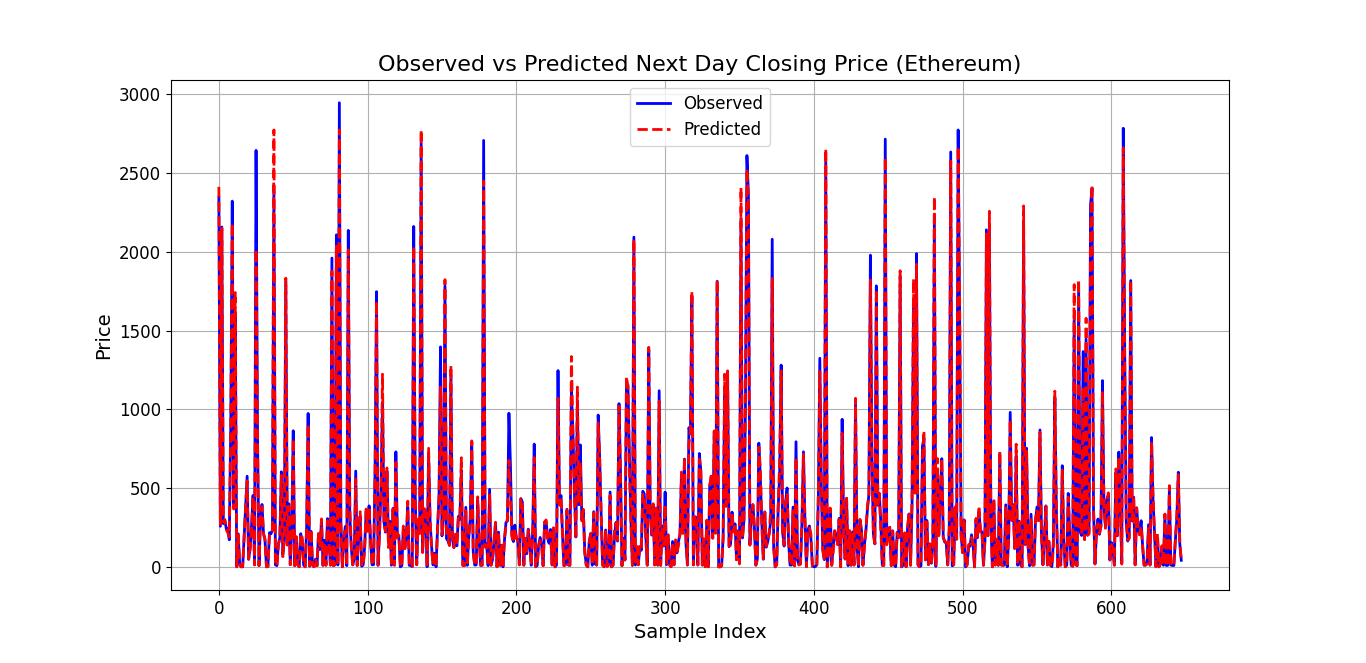 Observed vs Predicted Next Day Closing Price (Ethereum)
Observed
Predicted
Price
3000
2500
2000
1500
1000
500
0
0 100 200 300 400 500 600
Sample Index